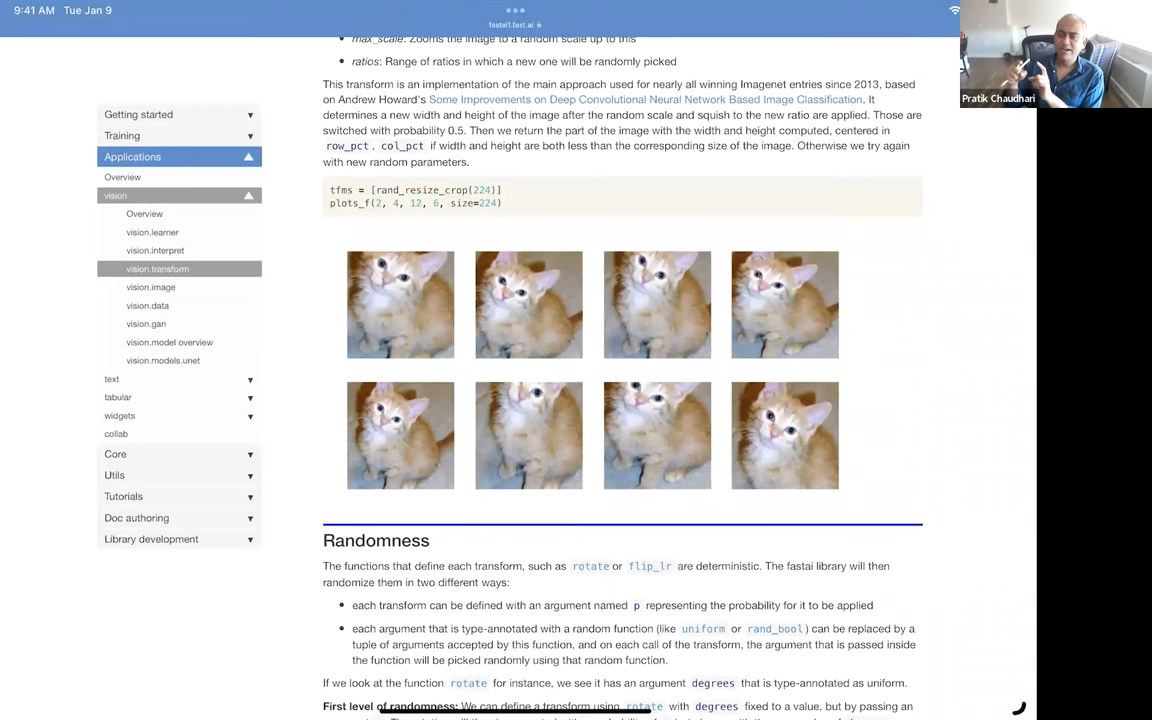 9:41 AM Tue Jan 9
fastai1.fast.ai
Pratik Chaudhari
Getting started
Training
Applications
Overview
vision
Overview
vision.learner
vision.interpret
vision.transform
vision.image
vision.data
vision.gan
vision.model overview
vision.models.unet
text
tabular
widgets
collab
Core
Utils
Tutorials
Doc authoring
Library development
max_scale: Zooms the image to a random scale up to this
ratios: Range of ratios in which a new one will be randomly picked
This transform is an implementation of the main approach used for nearly all winning Imagenet entries since 2013, based
on Andrew Howard's Some Improvements on Deep Convolutional Neural Network Based Image Classification. It
determines a new width and height of the image after the random scale and squish to the new ratio are applied. Those are
switched with probability 0.5. Then we return the part of the image with the width and height computed, centered in
row_pct , col_pct if width and height are both less than the corresponding size of the image. Otherwise we try again
with new random parameters.
tfms = [rand_resize_crop(224)]
plots_f(2, 4, 12, 6, size=224)
Randomness
The functions that define each transform, such as rotate or flip_lr are deterministic. The fastai library will then
randomize them in two different ways:
each transform can be defined with an argument named p representing the probability for it to be applied
each argument that is type-annotated with a random function (like uniform or rand_bool) can be replaced by a
tuple of arguments accepted by this function, and on each call of the transform, the argument that is passed inside
the function will be picked randomly using that random function.
If we look at the function rotate for instance, we see it has an argument degrees that is type-annotated as uniform.
First level of randomness: We can define a transform using rotate with degrees fixed to a value, but by passing an